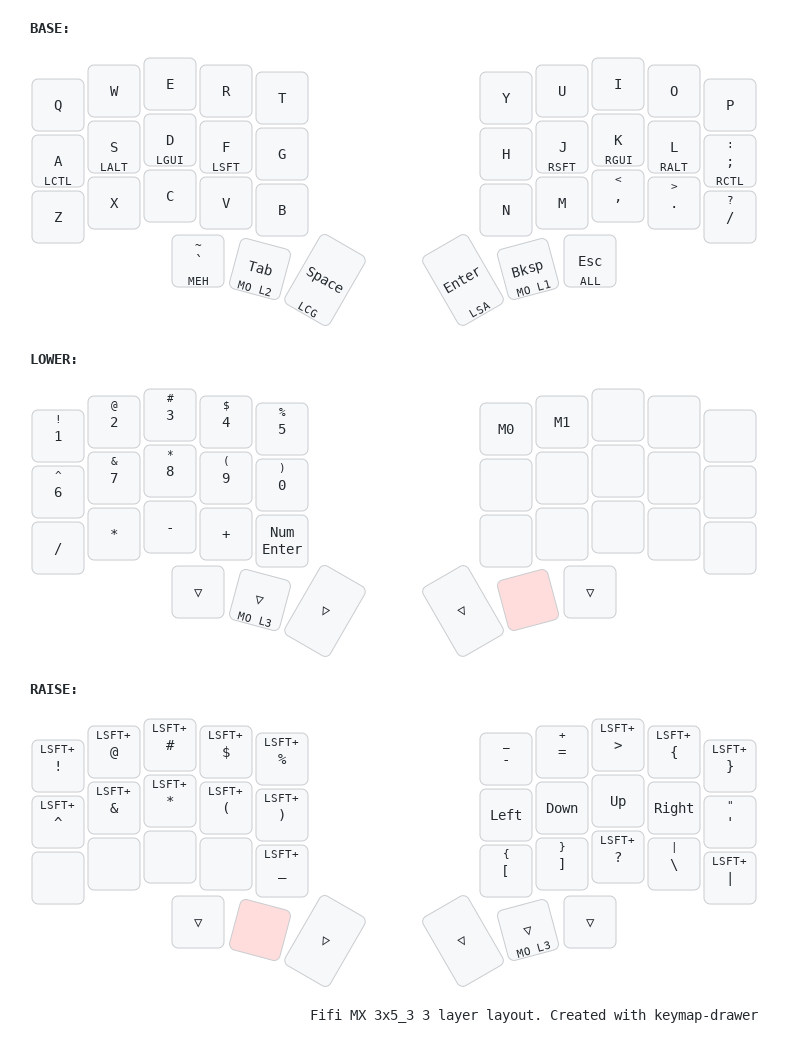 BASE:
Q W E R T Y U I O P
A LCTL S LALT D LGUI F LSFT G H J RSFT K RGUI L RALT : ; RCTL
Z X C V B N M < , > . ? /
~ ` MEH Tab MO L2 Space LCG Enter LSA Bksp MO L1 Esc ALL
LOWER:
! 1 @ 2 # 3 $ 4 % 5 M0 M1
^ 6 & 7 * 8 ( 9 ) 0
/ * - + Num Enter
▽ ▽ MO L3 ▽ ▽ ▽
RAISE:
LSFT+ ! LSFT+ @ LSFT+ # LSFT+ $ LSFT+ % _ - + = LSFT+ > LSFT+ { LSFT+ }
LSFT+ ^ LSFT+ & LSFT+ * LSFT+ ( LSFT+ ) Left Down Up Right " '
LSFT+ _ { [ } ] LSFT+ ? | \ LSFT+ |
▽ ▽ ▽ ▽ MO L3 ▽
Fifi MX 3x5_3 3 layer layout. Created with keymap-drawer